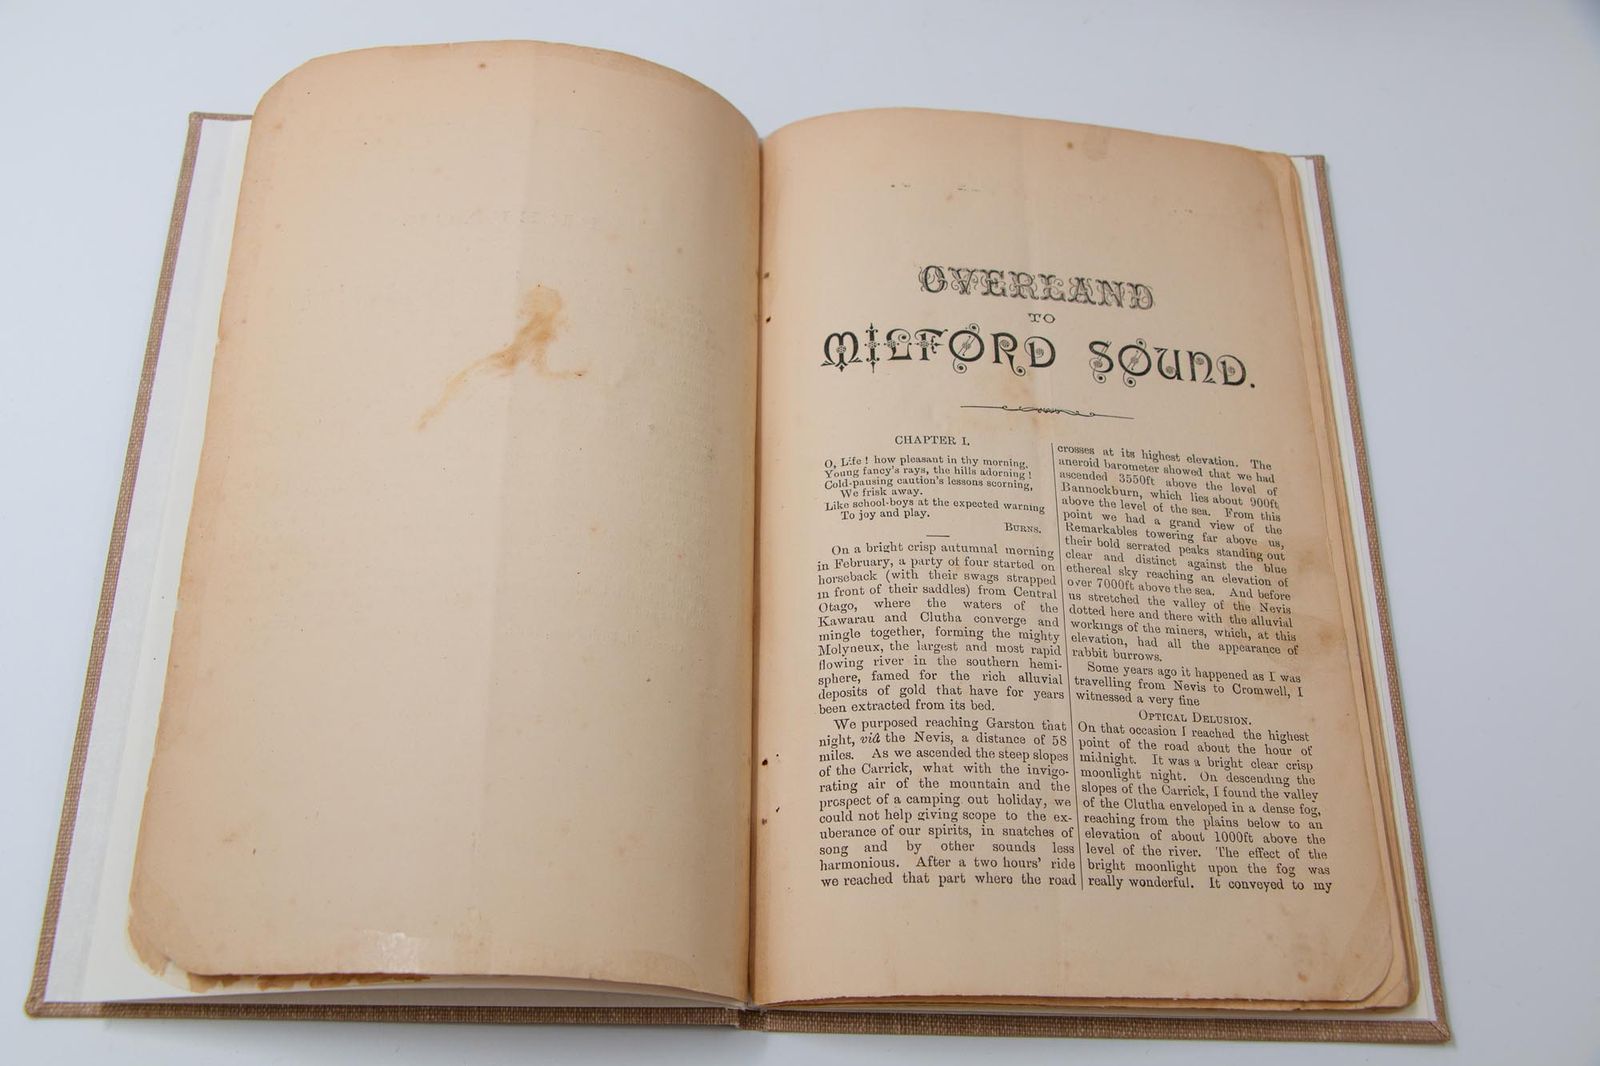 OVERLAND
TO
MILFORD SOUND.
CHAPTER I.
O, Life ! how pleasant in thy morning,
Young fancy's rays, the hills adorning !
Cold-pausing caution's lessons scorning,
We frisk away.
Like school-boys at the expected warning
To joy and play.
BURNS.
On a bright crisp autumnal morning
in February, a party of four started on
horseback (with their swags strapped
in front of their saddles) from Central
Otago, where the waters of the
Kawarau and Clutha converge and
mingle together, forming the mighty
Molyneux, the largest and most rapid
flowing river in the southern hemi-
sphere, famed for the rich alluvial
deposits of gold that have for years
been extracted from its bed.
We purposed reaching Garston that
night, viâ the Nevis, a distance of 58
miles. As we ascended the steep slopes
of the Carrick, what with the invigo-
rating air of the mountain and the
prospect of a camping out holiday, we
could not help giving scope to the ex-
uberance of our spirits, in snatches of
song and by other sounds less
harmonious. After a two hours' ride
we reached that part where the road
crosses at its highest elevation. The
aneroid barometer showed that we had
ascended 3550ft above the level of
Bannockburn, which lies about 900ft
above the level of the sea. From this
point we had a grand view of the
Remarkables towering far above us,
their bold serrated peaks standing out
clear and distinct against the blue
ethereal sky reaching an elevation of
over 7000ft above the sea. And before
us stretched the valley of the Nevis
dotted here and there with the alluvial
workings of the miners, which, at this
elevation, had all the appearance of
rabbit burrows.
Some years ago it happened as I was
travelling from Nevis to Cromwell, I
witnessed a very fine
OPTICAL DELUSION.
On that occasion I reached the highest
point of the road about the hour of
midnight. It was a bright clear crisp
moonlight night. On descending the
slopes of the Carrick, I found the valley
of the Clutha enveloped in a dense fog,
reaching from the plains below to an
elevation of about 1000ft above the
level of the river. The effect of the
bright moonlight upon the fog was
really wonderful. It conveyed to my